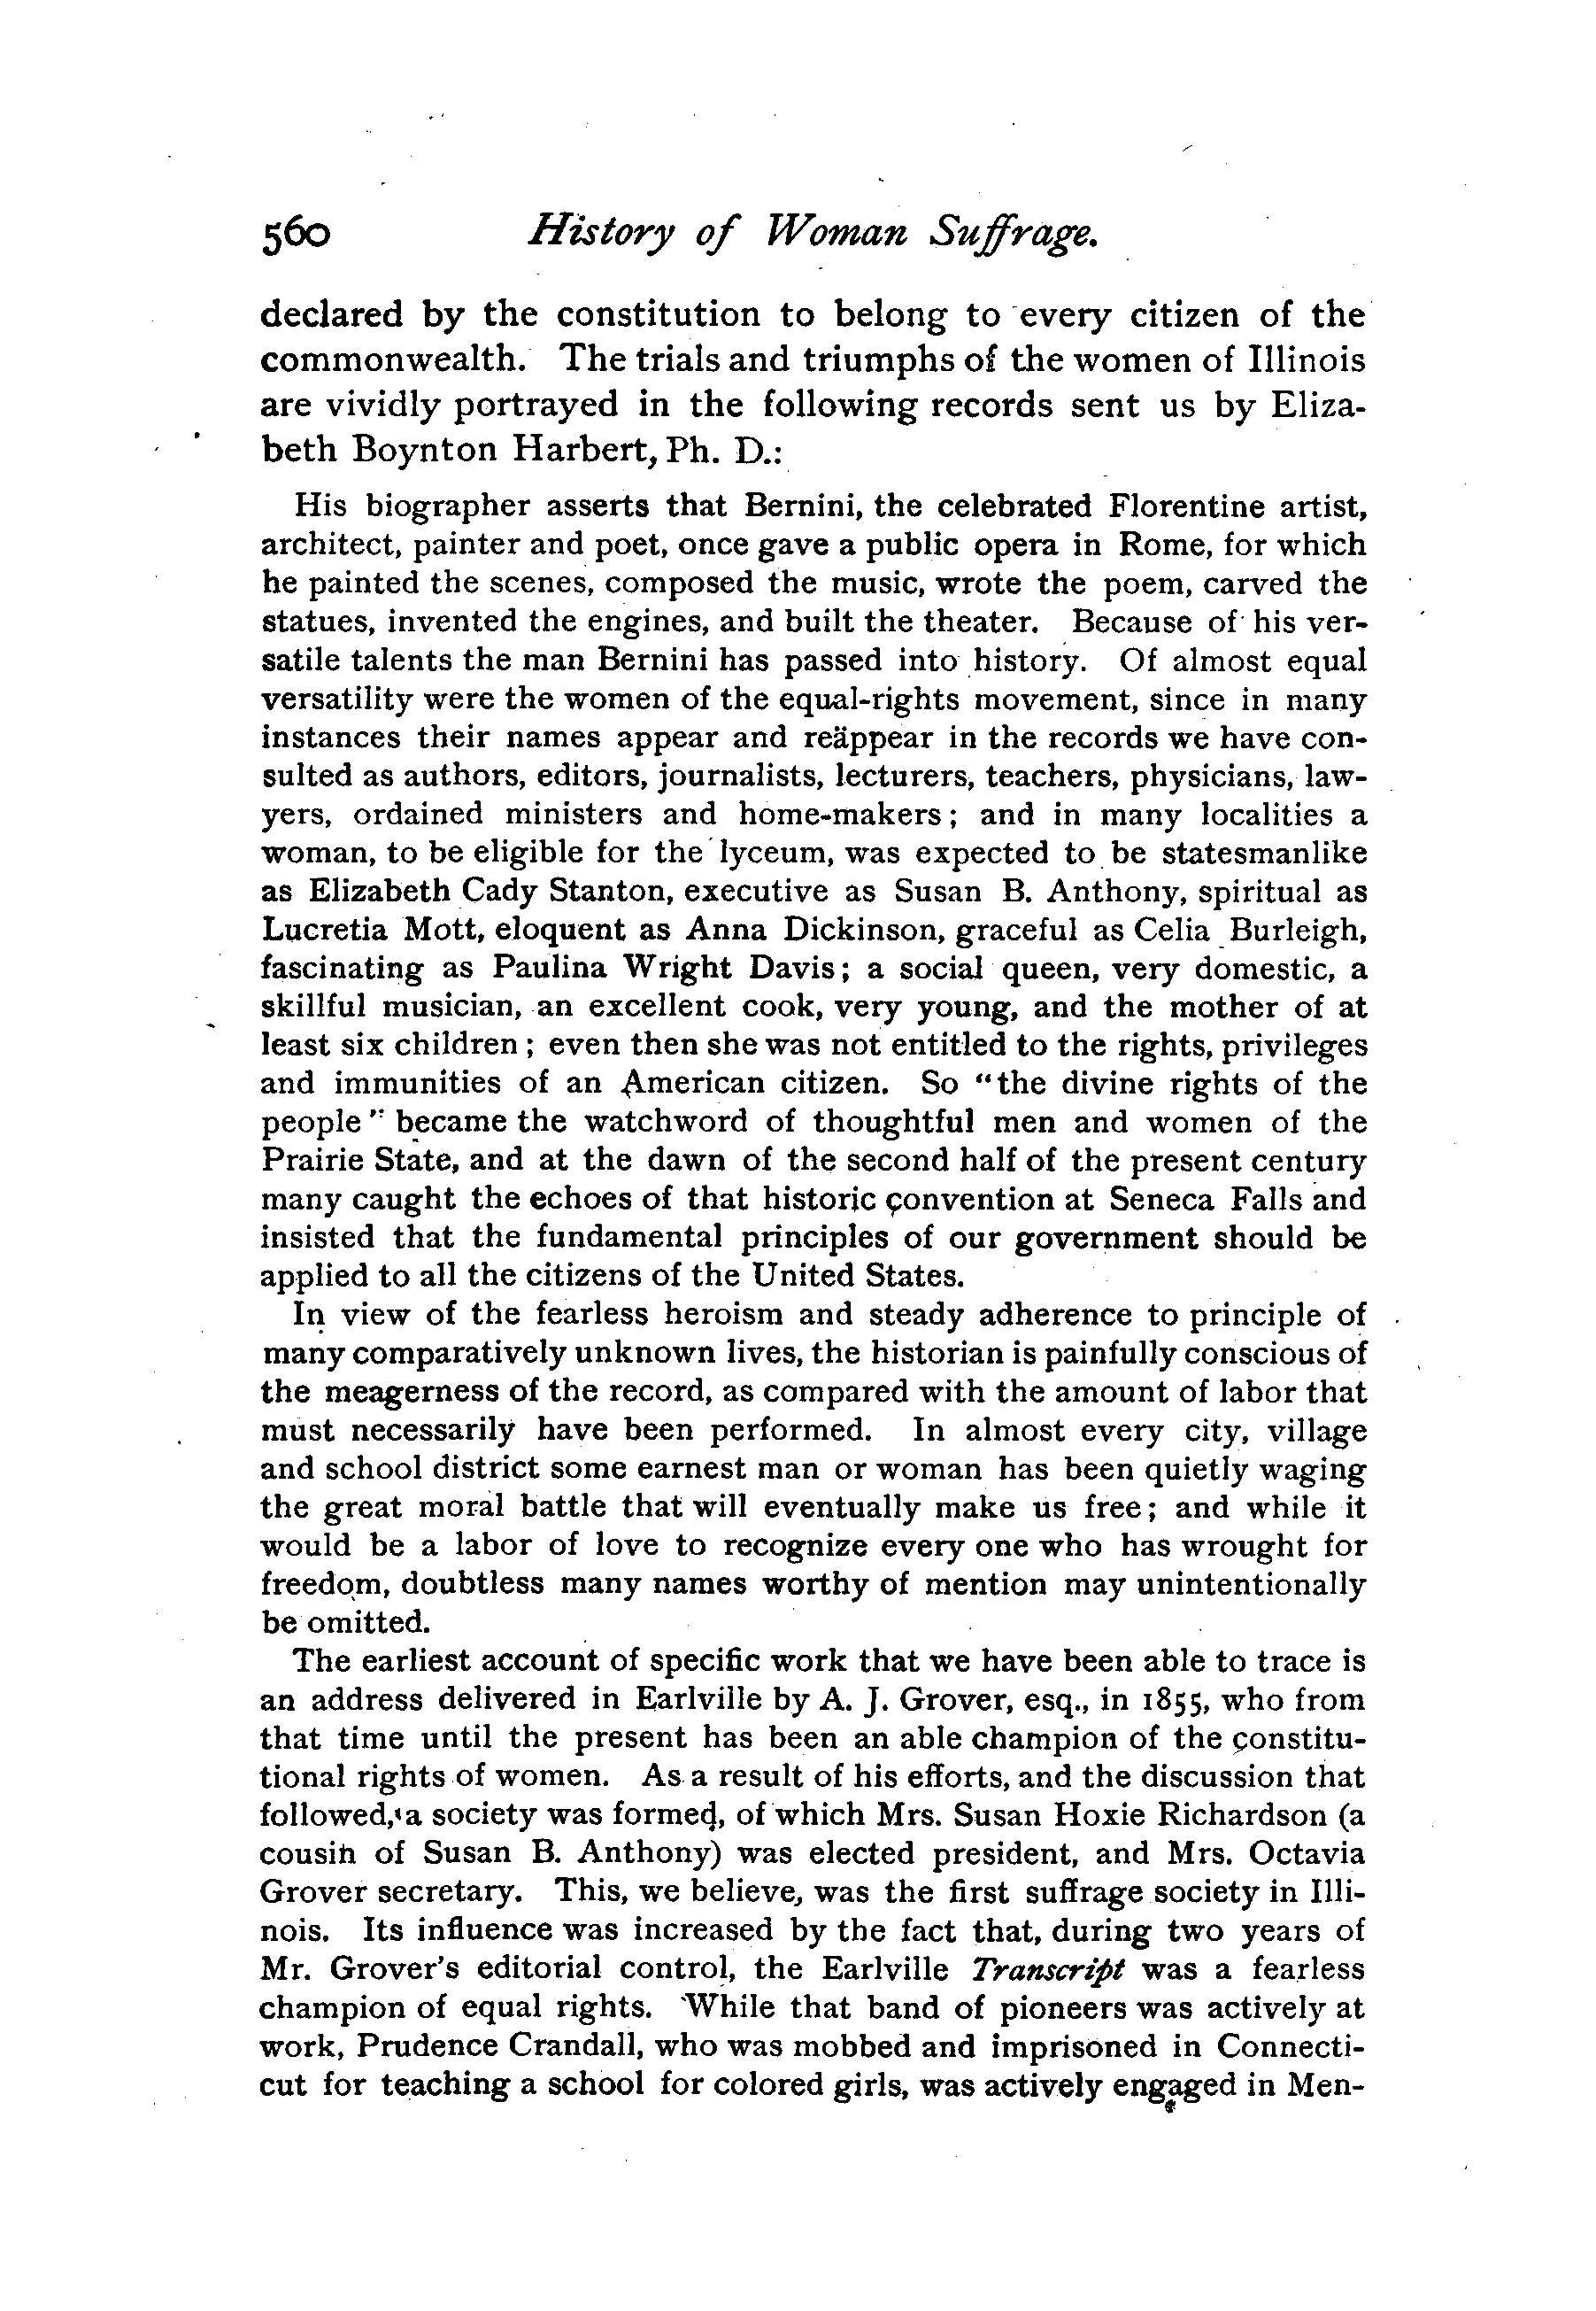 560 History of Woman Suffrage.
declared by the constitution to belong to every citizen of the
commonwealth. The trials and triumphs of the women of Illinois
are vividly portrayed in the following records sent us by Eliza-
beth Boynton Harbert, Ph. D.:
His biographer asserts that Bernini, the celebrated Florentine artist,
architect, painter and poet, once gave a public opera in Rome, for which
he painted the scenes, composed the music, wrote the poem, carved the
statues, invented the engines, and built the theater. Because of his ver-
satile talents the man Bernini has passed into history. Of almost equal
versatility were the women of the equal-rights movement, since in many
instances their names appear and reäppear in the records we have con-
sulted as authors, editors, journalists, lecturers, teachers, physicians, law-
yers, ordained ministers and home-makers; and in many localities a
woman, to be eligible for the lyceum, was expected to be statesmanlike
as Elizabeth Cady Stanton, executive as Susan B. Anthony, spiritual as
Lucretia Mott, eloquent as Anna Dickinson, graceful as Celia Burleigh,
fascinating as Paulina Wright Davis; a social queen, very domestic, a
skillful musician, an excellent cook, very young, and the mother of at
least six children; even then she was not entitled to the rights, privileges
and immunities of an American citizen. So "the divine rights of the
people" became the watchword of thoughtful men and women of the
Prairie State, and at the dawn of the second half of the present century
many caught the echoes of that historic convention at Seneca Falls and
insisted that the fundamental principles of our government should be
applied to all the citizens of the United States.
In view of the fearless heroism and steady adherence to principle of
many comparatively unknown lives, the historian is painfully conscious of
the meagerness of the record, as compared with the amount of labor that
must necessarily have been performed. In almost every city, village
and school district some earnest man or woman has been quietly waging
the great moral battle that will eventually make us free; and while it
would be a labor of love to recognize every one who has wrought for
freedom, doubtless many names worthy of mention may unintentionally
be omitted.
The earliest account of specific work that we have been able to trace is
an address delivered in Earlville by A. J. Grover, esq., in 1855, who from
that time until the present has been an able champion of the constitu-
tional rights of women. As a result of his efforts, and the discussion that
followed, a society was formed, of which Mrs. Susan Hoxie Richardson (a
cousin of Susan B. Anthony) was elected president, and Mrs. Octavia
Grover secretary. This, we believe, was the first suffrage society in Illi-
nois. Its influence was increased by the fact that, during two years of
Mr. Grover's editorial control, the Earlville Transcript was a fearless
champion of equal rights. While that band of pioneers was actively at
work, Prudence Crandall, who was mobbed and imprisoned in Connecti-
cut for teaching a school for colored girls, was actively engaged in Men-